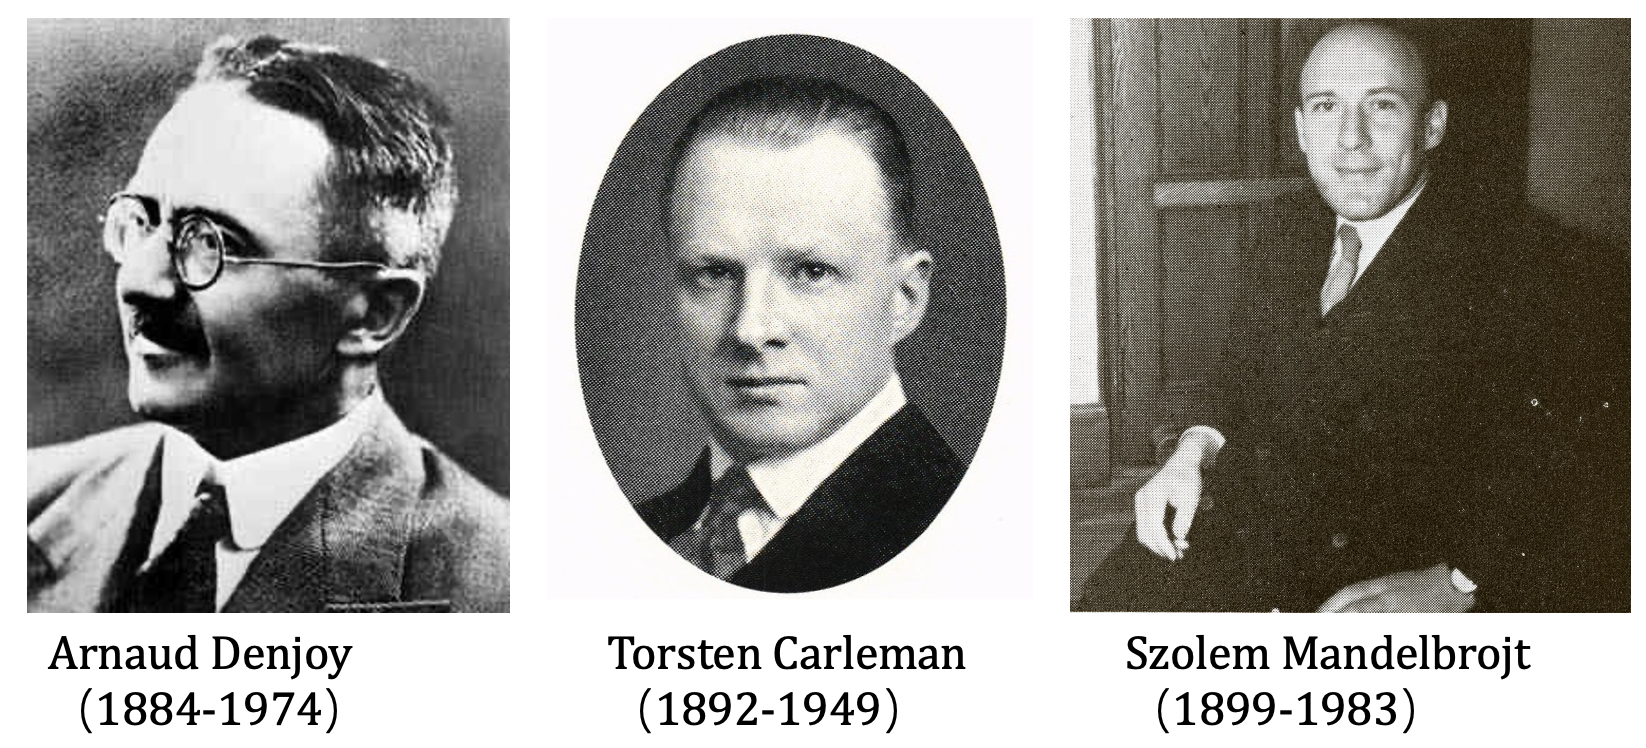 Arnaud Denjoy
(1884-1974)
Torsten Carleman
(1892-1949)
Szolem Mandelbrojt
(1899-1983)